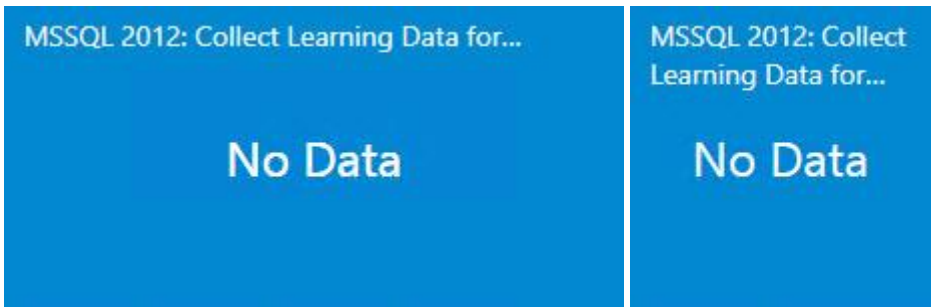 MSSQL 2012: Collect Learning Data for...
No Data
MSSQL 2012: Collect
Learning Data for...
No Data